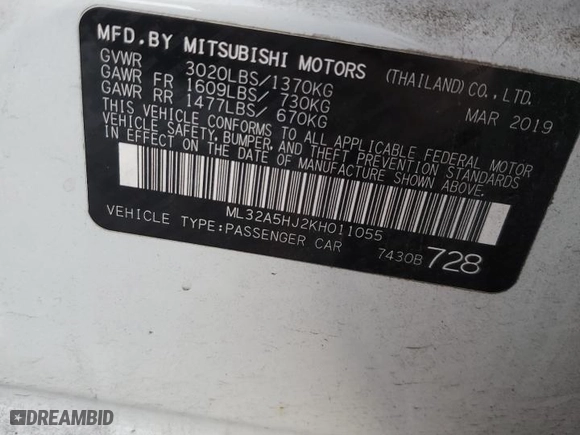 MFD.BY MITSUBISHI MOTORS (THAILAND)CO.,LTD.
GVWR 3020LBS/1370KG MAR 2019
GAWR FR 1609LBS/ 730KG
GAWR RR 1477LBS/ 670KG
THIS VEHICLE CONFORMS TO ALL APPLICABLE FEDERAL MOTOR
VEHICLE SAFETY,BUMPER,AND THEFT PREVENTION STANDARDS
IN EFFECT ON THE DATE OF MANUFACTURE SHOWN ABOVE.
ML32A5HJ2KH011055
VEHICLE TYPE:PASSENGER CAR 7430B 728
DREAMBID